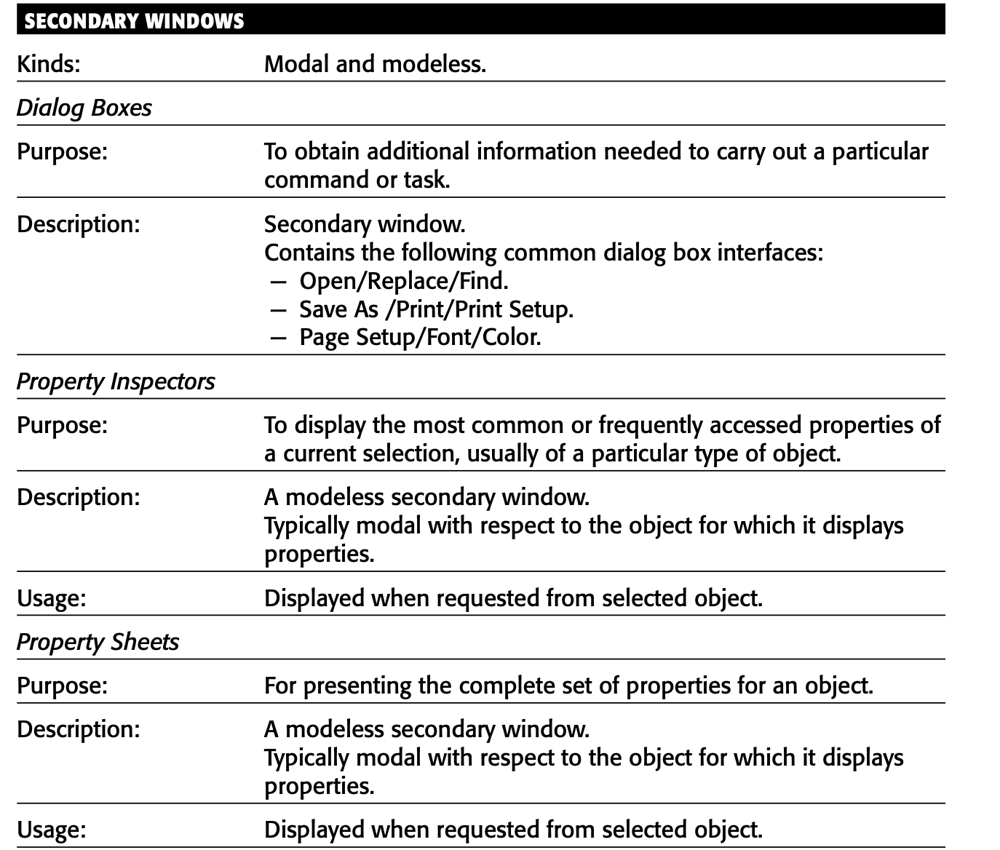 SECONDARY WINDOWS
Kinds: Modal and modeless.
Dialog Boxes
Purpose: To obtain additional information needed to carry out a particular
command or task.
Description: Secondary window.
Contains the following common dialog box interfaces:
— Open/Replace/Find.
— Save As /Print/Print Setup.
— Page Setup/Font/Color.
Property Inspectors
Purpose: To display the most common or frequently accessed properties of
a current selection, usually of a particular type of object.
Description: A modeless secondary window.
Typically modal with respect to the object for which it displays
properties.
Usage: Displayed when requested from selected object.
Property Sheets
Purpose: For presenting the complete set of properties for an object.
Description: A modeless secondary window.
Typically modal with respect to the object for which it displays
properties.
Usage: Displayed when requested from selected object.